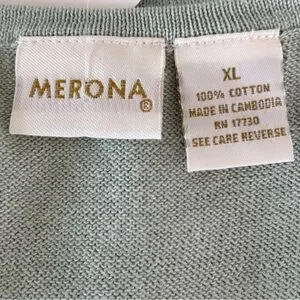 MERONA
®
XL
100% COTTON
MADE IN CAMBODIA
RN 17730
SEE CARE REVERSE